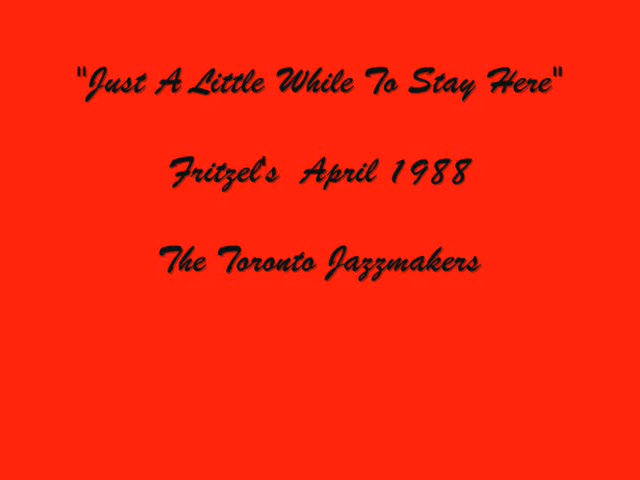 "Just A Little While To Stay Here"
Fritzel's April 1988
The Toronto Jazzmakers